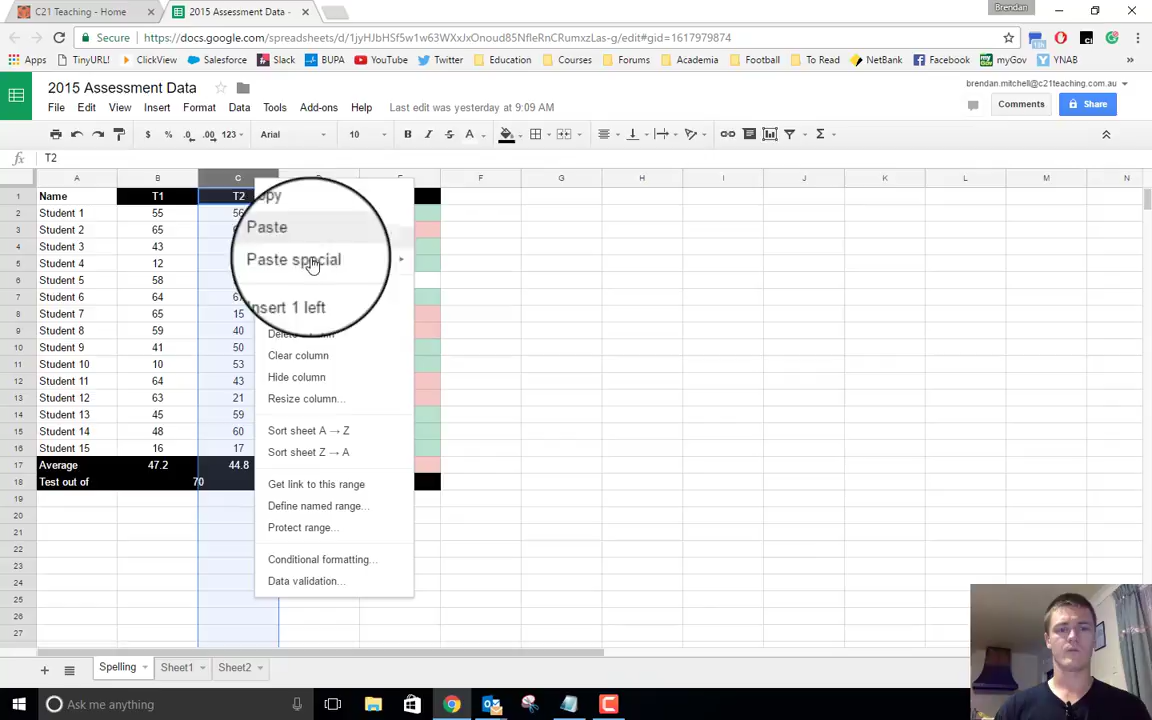 Brendan
C21 Teaching - Home
2015 Assessment Data -
Secure
https://docs.google.com/spreadsheets/d/1jyHJbHSf5w1w63WXxJxOnoud85NfleRnCRumxzLas-g/edit#gid=1617979874
Apps TinyURL! ClickView Salesforce Slack BUPA YouTube Twitter Education Courses Forums Academia Football To Read NetBank Facebook myGov YNAB
2015 Assessment Data
brendan.mitchell@c21teaching.com.au
File Edit View Insert Format Data Tools Add-ons Help Last edit was yesterday at 9:09 AM
Comments Share
$ % .0 .00 123 Arial 10 B I S A
fx T2
A B C F G H I J K L M N
1 Name T1 T2
2 Student 1 55 56
3 Student 2 65
4 Student 3 43
5 Student 4 12
6 Student 5 58
7 Student 6 64
8 Student 7 65 15
9 Student 8 59 40
10 Student 9 41 50
11 Student 10 10 53
12 Student 11 64 43
13 Student 12 63 21
14 Student 13 45 59
15 Student 14 48 60
16 Student 15 16 17
17 Average 47.2 44.8
18 Test out of 70
19
20
21
22
23
24
25
26
27
Paste
Paste special
Insert 1 left
Clear column
Hide column
Resize column...
Sort sheet A → Z
Sort sheet Z → A
Get link to this range
Define named range...
Protect range...
Conditional formatting...
Data validation...
Spelling Sheet1 Sheet2
Ask me anything